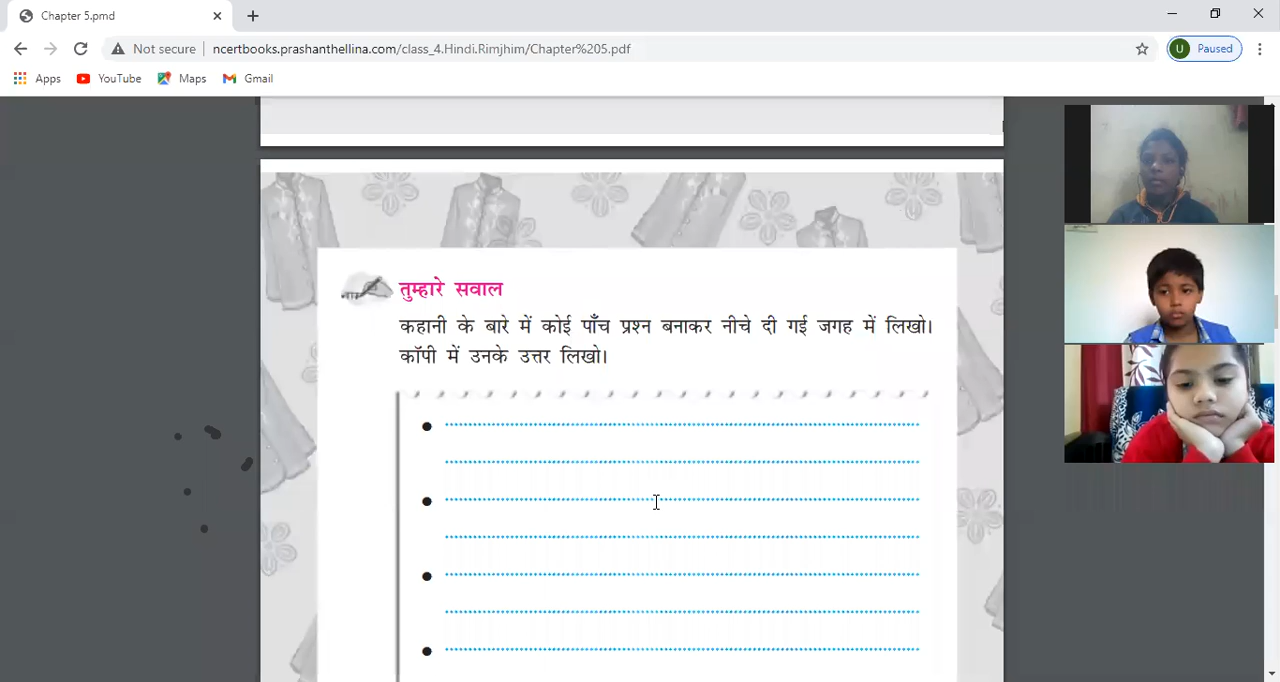 Chapter 5.pmd
Not secure ncertbooks.prashanthellina.com/class_4.Hindi.Rimjhim/Chapter%205.pdf U Paused
Apps YouTube Maps Gmail
तुम्हारे सवाल
कहानी के बारे में कोई पाँच प्रश्न बनाकर नीचे दी गई जगह में लिखो।
कॉपी में उनके उत्तर लिखो।